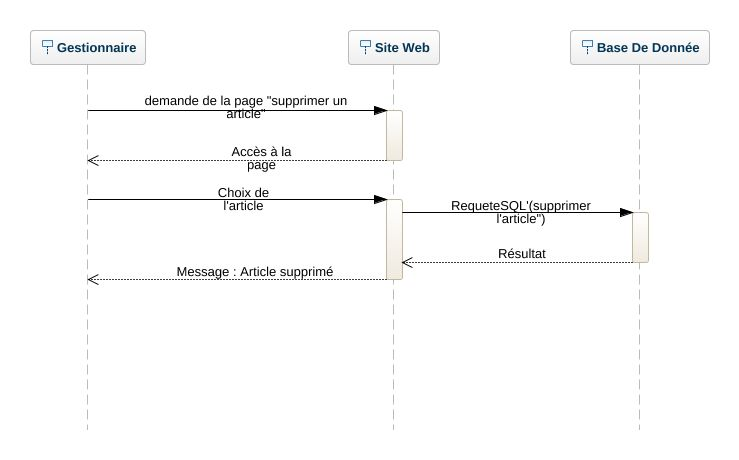 Gestionnaire
Site Web
Base De Donnée
demande de la page "supprimer un
article"
Accès à la
page
Choix de
l'article
RequeteSQL'(supprimer
l'article")
Résultat
Message : Article supprimé